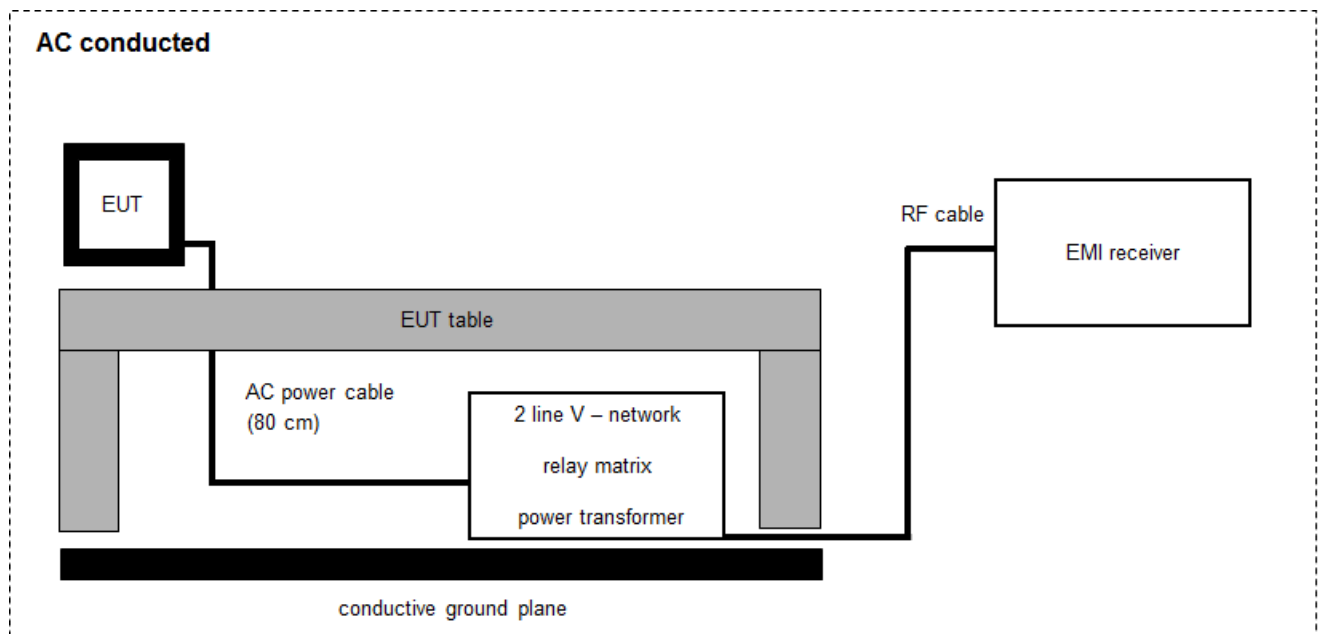 AC conducted
EUT
RF cable
EMI receiver
EUT table
AC power cable
(80 cm)
2 line V – network
relay matrix
power transformer
conductive ground plane